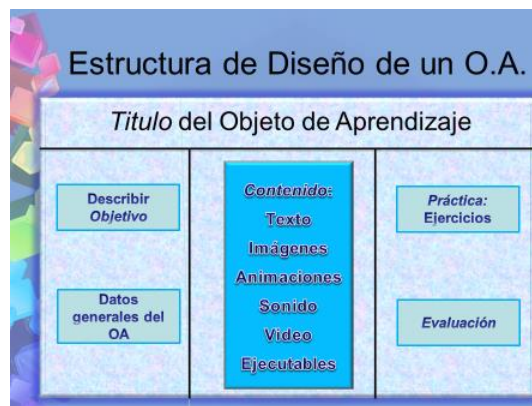 Estructura de Diseño de un O.A.
Titulo del Objeto de Aprendizaje
Describir
Objetivo
Datos
generales del
OA
Contenido:
Texto
Imágenes
Animaciones
Sonido
Video
Ejecutables
Práctica:
Ejercicios
Evaluación